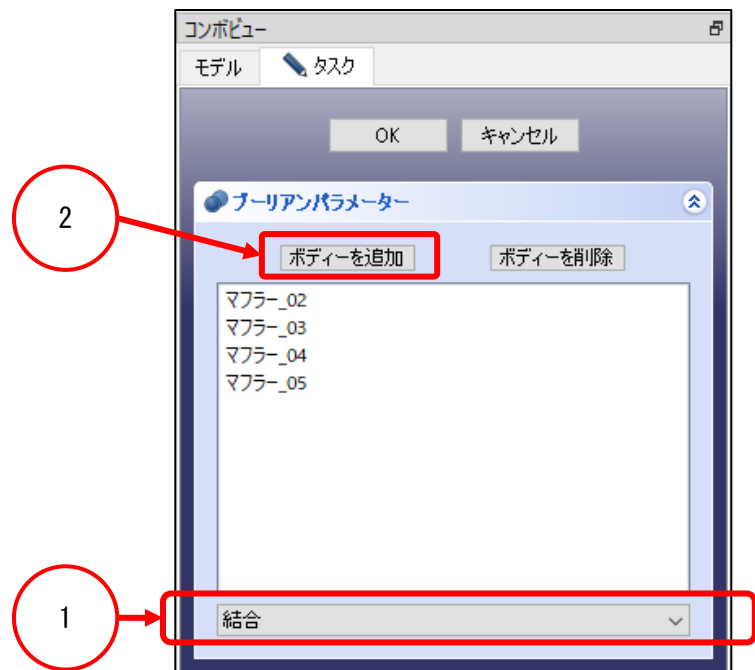 コンボビュー
モデル
タスク
OK
キャンセル
ブーリアンパラメーター
2
ボディーを追加
ボディーを削除
マフラー_02
マフラー_03
マフラー_04
マフラー_05
1
結合